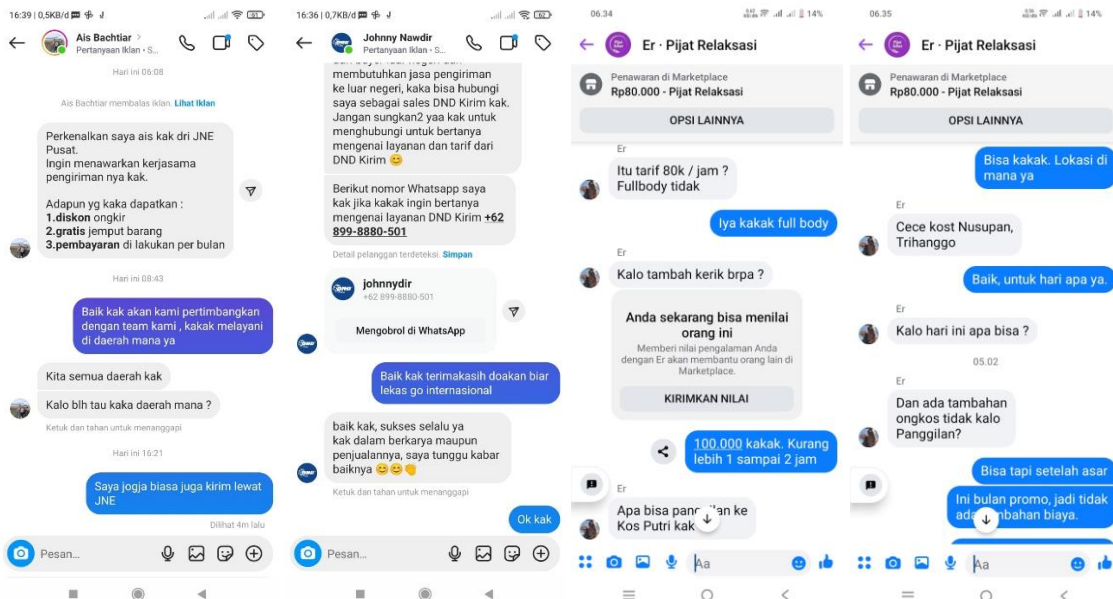 16:39 | 0,5KB/d
53
Ais Bachtiar >
Pertanyaan Iklan · S...
Hari ini 06:08
Ais Bachtiar membalas iklan. Lihat Iklan
Perkenalkan saya ais kak dri JNE
Pusat.
Ingin menawarkan kerjasama
pengiriman nya kak.
Adapun yg kaka dapatkan :
1.diskon ongkir
2.gratis jemput barang
3.pembayaran di lakukan per bulan
Hari ini 08:43
Baik kak akan kami pertimbangkan
dengan team kami , kakak melayani
di daerah mana ya
Kita semua daerah kak
Kalo blh tau kaka daerah mana ?
Ketuk dan tahan untuk menanggapi
Hari ini 16:21
Saya jogja biasa juga kirim lewat
JNE
Dilihat 4m lalu
Pesan...
16:36 | 0,7KB/d
52
Johnny Nawdir
Pertanyaan Iklan · S...
membutuhkan jasa pengiriman
ke luar negeri, kaka bisa hubungi
saya sebagai sales DND Kirim kak.
Jangan sungkan2 yaa kak untuk
menghubungi untuk bertanya
mengenai layanan dan tarif dari
DND Kirim 😊
Berikut nomor Whatsapp saya
kak jika kakak ingin bertanya
mengenai layanan DND Kirim +62
899-8880-501
Detail pelanggan terdeteksi. Simpan
johnnydir
+62 899-8880-501
Mengobrol di WhatsApp
Baik kak terimakasih doakan biar
lekas go internasional
baik kak, sukses selalu ya
kak dalam berkarya maupun
penjualannya, saya tunggu kabar
baiknya 😊😊👏
Ketuk dan tahan untuk menanggapi
Ok kak
Pesan...
06.34
14%
Er · Pijat Relaksasi
Penawaran di Marketplace
Rp80.000 - Pijat Relaksasi
OPSI LAINNYA
Er
Itu tarif 80k / jam ?
Fullbody tidak
Iya kakak full body
Er
Kalo tambah kerik brpa ?
Anda sekarang bisa menilai
orang ini
Memberi nilai pengalaman Anda
dengan Er akan membantu orang lain di
Marketplace.
KIRIMKAN NILAI
100.000 kakak. Kurang
lebih 1 sampai 2 jam
Er
Apa bisa ke
Kos Putri kak
Aa
06.35
14%
Er · Pijat Relaksasi
Penawaran di Marketplace
Rp80.000 - Pijat Relaksasi
OPSI LAINNYA
Bisa kakak. Lokasi di
mana ya
Er
Cece kost Nusupan,
Trihanggo
Baik, untuk hari apa ya.
Er
Kalo hari ini apa bisa ?
05.02
Er
Dan ada tambahan
ongkos tidak kalo
Panggilan?
Bisa tapi setelah asar
Ini bulan promo, jadi tidak
biaya.
Aa